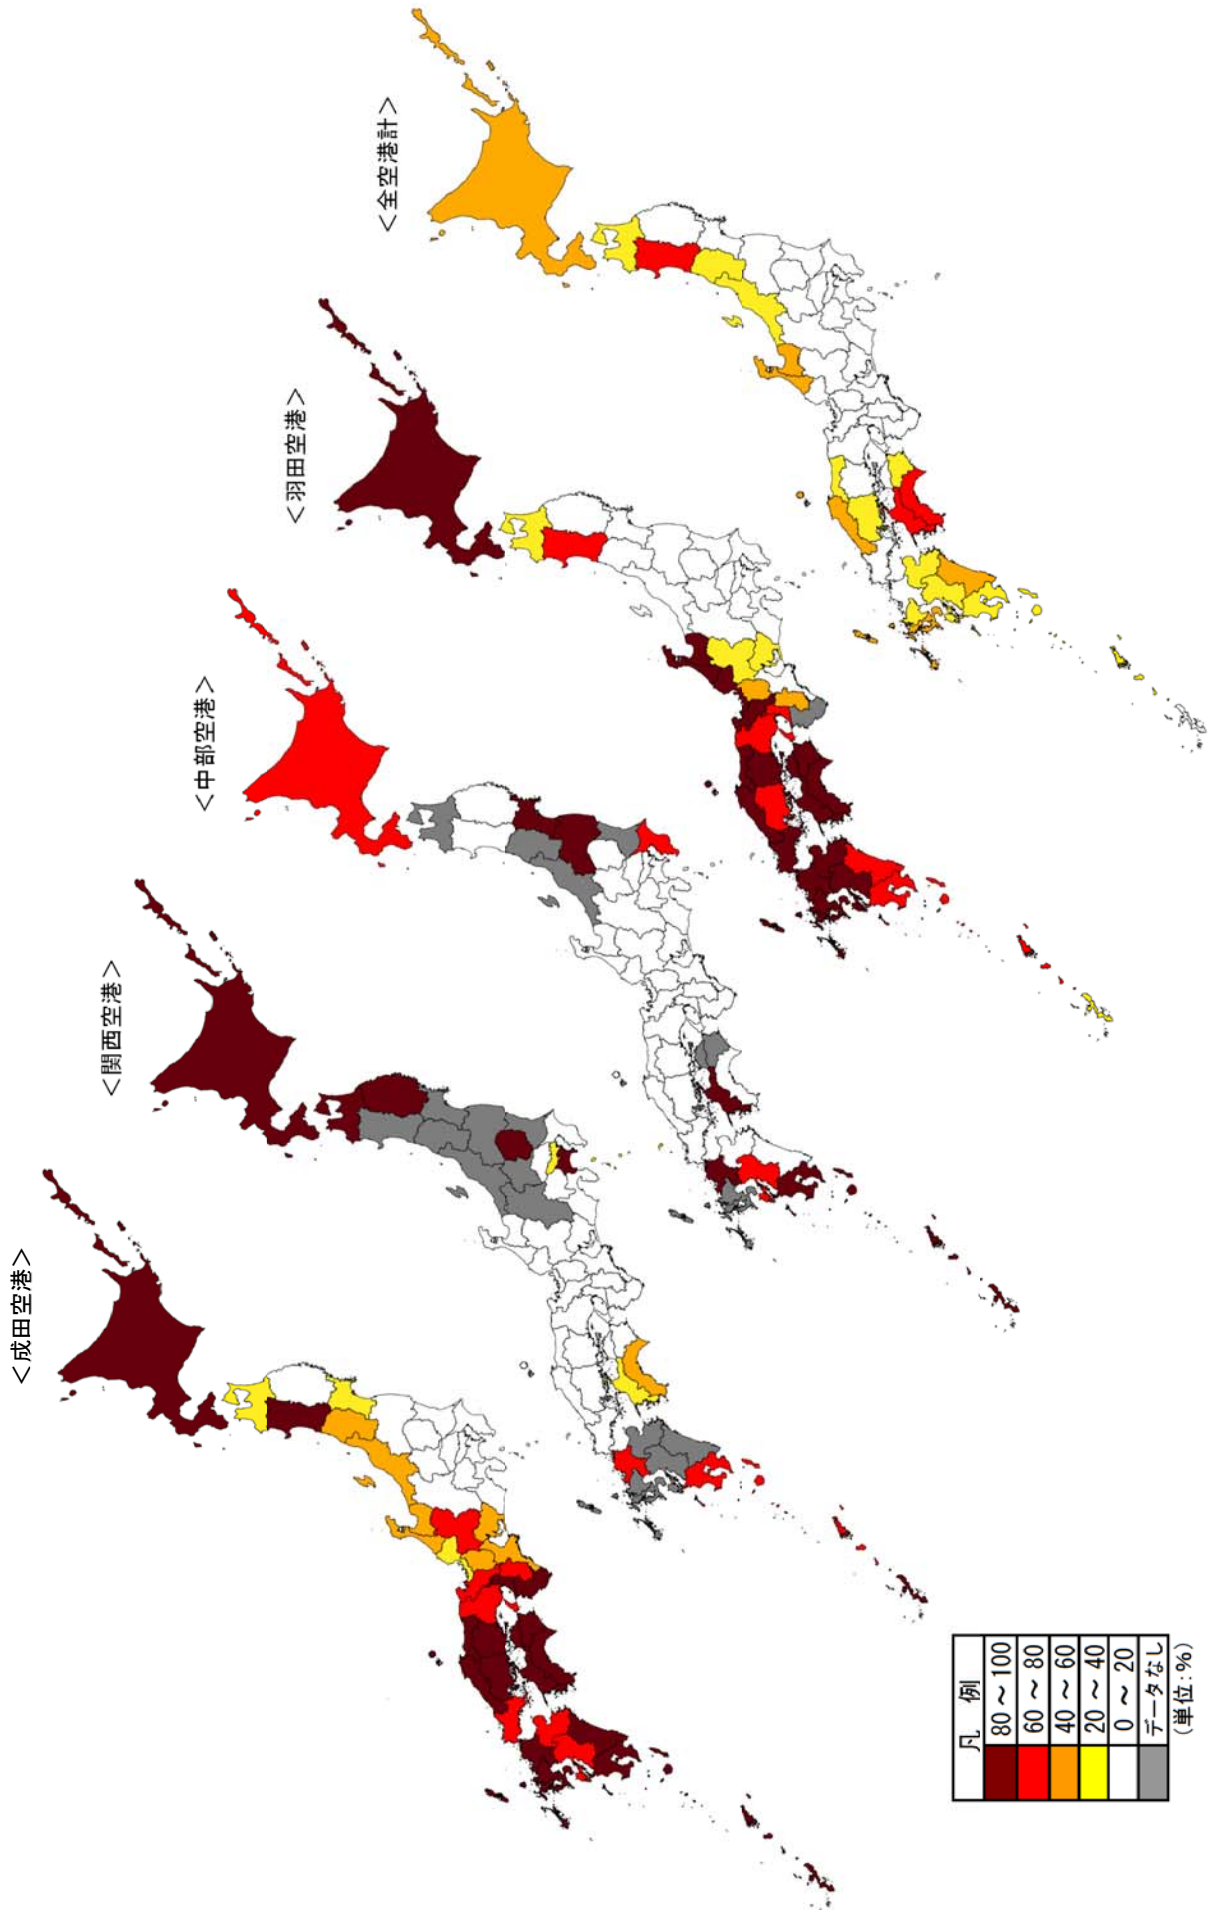 ＜成田空港＞
＜関西空港＞
＜中部空港＞
＜羽田空港＞
＜全空港計＞
凡 例
80～100
60～80
40～60
20～40
0～20
データなし
(単位:%)